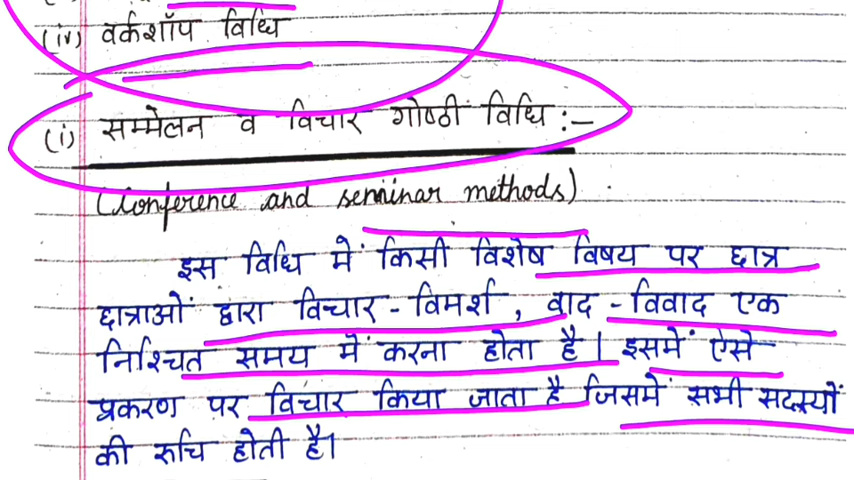 (iv) वर्कशॉप विधि
(i) सम्मेलन व विचार गोष्ठी विधि :-
(Conference and seminar methods)
इस विधि में किसी विशेष विषय पर छात्र
छात्राओं द्वारा विचार-विमर्श, वाद-विवाद एक
निश्चित समय में करना होता है। इसमें ऐसे
प्रकरण पर विचार किया जाता है जिसमें सभी सदस्यों
की रुचि होती है।